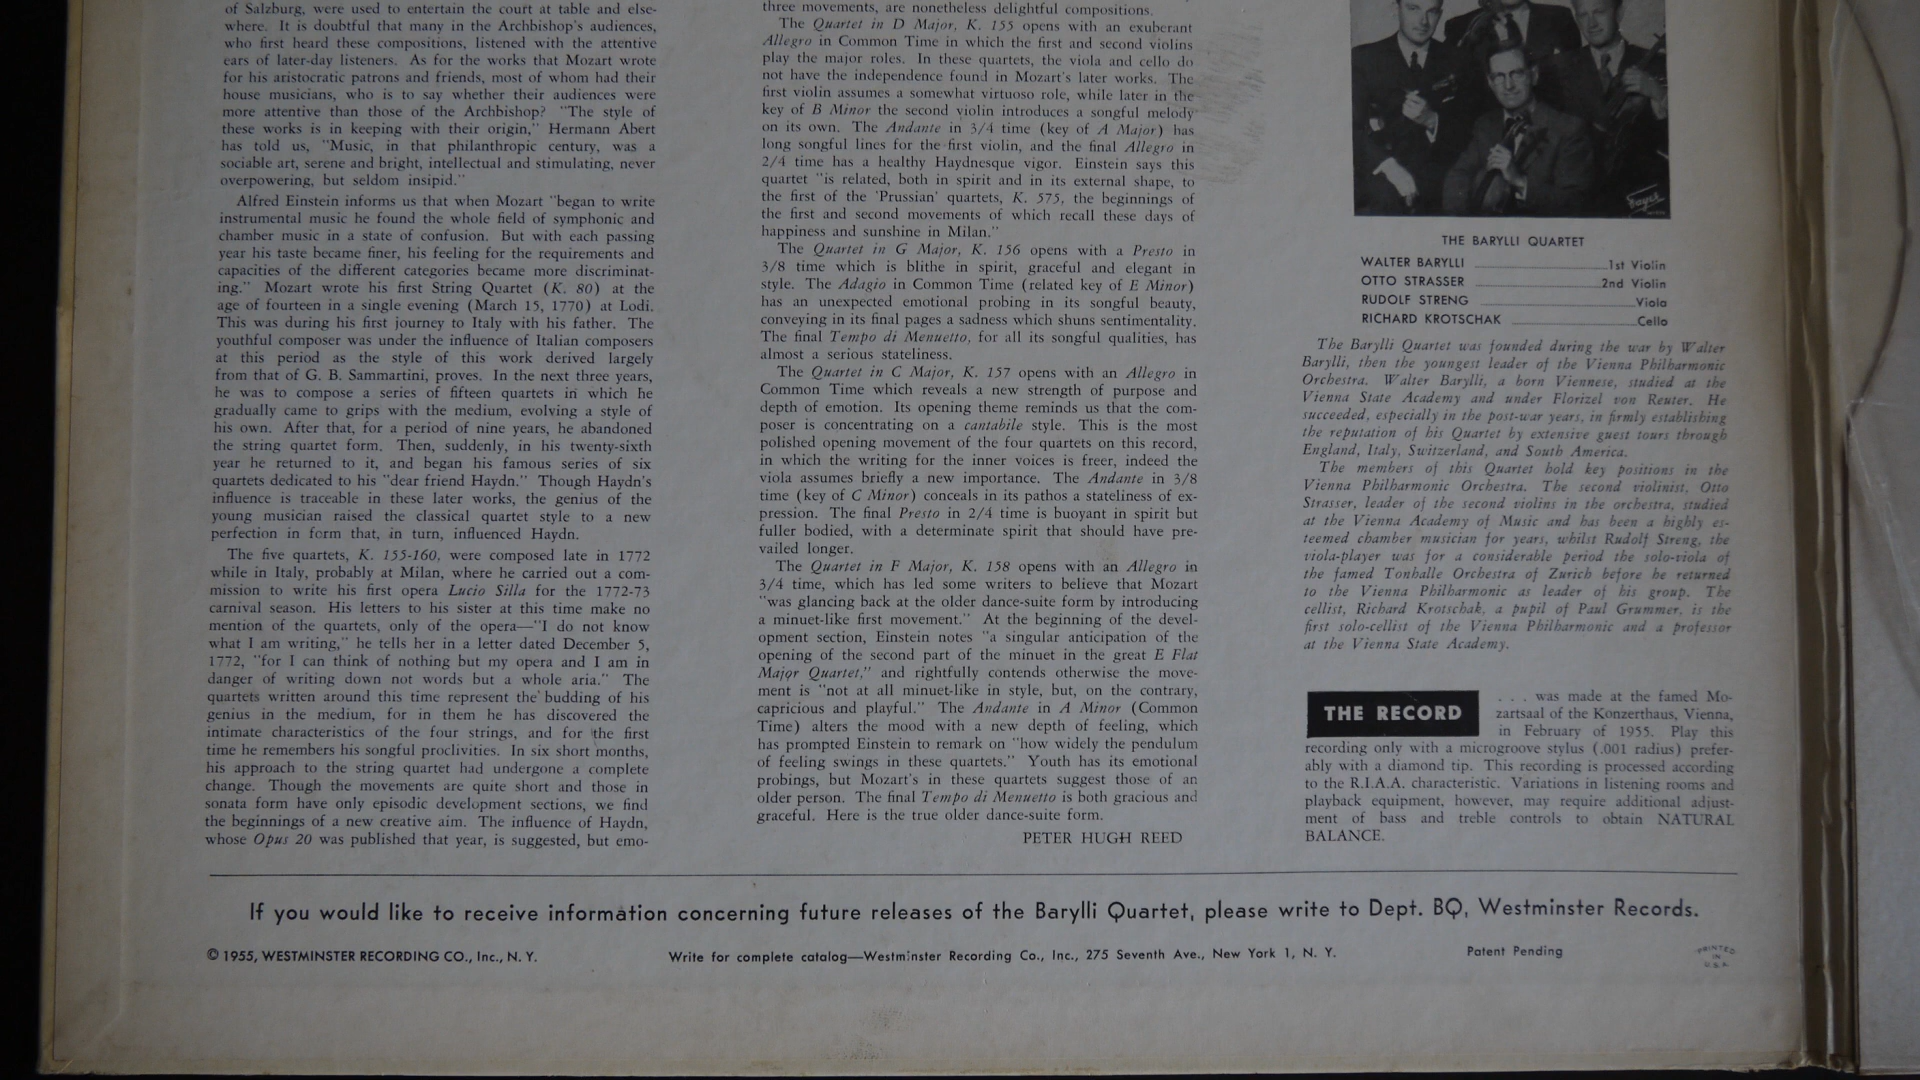 of Salzburg, were used to entertain the court at table and else-
where. It is doubtful that many in the Archbishop's audiences,
who first heard these compositions, listened with the attentive
ears of later-day listeners. As for the works that Mozart wrote
for his aristocratic patrons and friends, most of whom had their
house musicians, who is to say whether their audiences were
more attentive than those of the Archbishop? "The style of
these works is in keeping with their origin," Hermann Abert
has told us, "Music, in that philanthropic century, was a
sociable art, serene and bright, intellectual and stimulating, never
overpowering, but seldom insipid."
Alfred Einstein informs us that when Mozart "began to write
instrumental music he found the whole field of symphonic and
chamber music in a state of confusion. But with each passing
year his taste became finer, his feeling for the requirements and
capacities of the different categories became more discriminat-
ing." Mozart wrote his first String Quartet (K. 80) at the
age of fourteen in a single evening (March 15, 1770) at Lodi.
This was during his first journey to Italy with his father. The
youthful composer was under the influence of Italian composers
at this period as the style of this work derived largely
from that of G. B. Sammartini, proves. In the next three years,
he was to compose a series of fifteen quartets in which he
gradually came to grips with the medium, evolving a style of
his own. After that, for a period of nine years, he abandoned
the string quartet form. Then, suddenly, in his twenty-sixth
year he returned to it, and began his famous series of six
quartets dedicated to his "dear friend Haydn." Though Haydn's
influence is traceable in these later works, the genius of the
young musician raised the classical quartet style to a new
perfection in form that, in turn, influenced Haydn.
The five quartets, K. 155-160, were composed late in 1772
while in Italy, probably at Milan, where he carried out a com-
mission to write his first opera Lucio Silla for the 1772-73
carnival season. His letters to his sister at this time make no
mention of the quartets, only of the opera—"I do not know
what I am writing," he tells her in a letter dated December 5,
1772, "for I can think of nothing but my opera and I am in
danger of writing down not words but a whole aria." The
quartets written around this time represent the budding of his
genius in the medium, for in them he has discovered the
intimate characteristics of the four strings, and for the first
time he remembers his songful proclivities. In six short months,
his approach to the string quartet had undergone a complete
change. Though the movements are quite short and those in
sonata form have only episodic development sections, we find
the beginnings of a new creative aim. The influence of Haydn,
whose Opus 20 was published that year, is suggested, but emo-
three movements, are nonetheless delightful compositions.
The Quartet in D Major, K. 155 opens with an exuberant
Allegro in Common Time in which the first and second violins
play the major roles. In these quartets, the viola and cello do
not have the independence found in Mozart's later works. The
first violin assumes a somewhat virtuoso role, while later in the
key of B Minor the second violin introduces a songful melody
on its own. The Andante in 3/4 time (key of A Major) has
long songful lines for the first violin, and the final Allegro in
2/4 time has a healthy Haydnesque vigor. Einstein says this
quartet "is related, both in spirit and in its external shape, to
the first of the 'Prussian' quartets, K. 575, the beginnings of
the first and second movements of which recall these days of
happiness and sunshine in Milan."
The Quartet in G Major, K. 156 opens with a Presto in
3/8 time which is blithe in spirit, graceful and elegant in
style. The Adagio in Common Time (related key of E Minor)
has an unexpected emotional probing in its songful beauty,
conveying in its final pages a sadness which shuns sentimentality.
The final Tempo di Menuetto, for all its songful qualities, has
almost a serious stateliness.
The Quartet in C Major, K. 157 opens with an Allegro in
Common Time which reveals a new strength of purpose and
depth of emotion. Its opening theme reminds us that the com-
poser is concentrating on a cantabile style. This is the most
polished opening movement of the four quartets on this record,
in which the writing for the inner voices is freer, indeed the
viola assumes briefly a new importance. The Andante in 3/8
time (key of C Minor) conceals in its pathos a stateliness of ex-
pression. The final Presto in 2/4 time is buoyant in spirit but
fuller bodied, with a determinate spirit that should have pre-
vailed longer.
The Quartet in F Major, K. 158 opens with an Allegro in
3/4 time, which has led some writers to believe that Mozart
"was glancing back at the older dance-suite form by introducing
a minuet-like first movement." At the beginning of the devel-
opment section, Einstein notes "a singular anticipation of the
opening of the second part of the minuet in the great E Flat
Major Quartet," and rightfully contends otherwise the move-
ment is "not at all minuet-like in style, but, on the contrary,
capricious and playful." The Andante in A Minor (Common
Time) alters the mood with a new depth of feeling, which
has prompted Einstein to remark on "how widely the pendulum
of feeling swings in these quartets." Youth has its emotional
probings, but Mozart's in these quartets suggest those of an
older person. The final Tempo di Menuetto is both gracious and
graceful. Here is the true older dance-suite form.
PETER HUGH REED
Fayer
THE BARYLLI QUARTET
WALTER BARYLLI 1st Violin
OTTO STRASSER 2nd Violin
RUDOLF STRENG Viola
RICHARD KROTSCHAK Cello
The Barylli Quartet was founded during the war by Walter
Barylli, then the youngest leader of the Vienna Philharmonic
Orchestra. Walter Barylli, a born Viennese, studied at the
Vienna State Academy and under Florizel von Reuter. He
succeeded, especially in the post-war years, in firmly establishing
the reputation of his Quartet by extensive guest tours through
England, Italy, Switzerland, and South America.
The members of this Quartet hold key positions in the
Vienna Philharmonic Orchestra. The second violinist, Otto
Strasser, leader of the second violins in the orchestra, studied
at the Vienna Academy of Music and has been a highly es-
teemed chamber musician for years, whilst Rudolf Streng, the
viola-player was for a considerable period the solo-viola of
the famed Tonhalle Orchestra of Zurich before he returned
to the Vienna Philharmonic as leader of his group. The
cellist, Richard Krotschak, a pupil of Paul Grummer, is the
first solo-cellist of the Vienna Philharmonic and a professor
at the Vienna State Academy.
THE RECORD . . . was made at the famed Mo-
zartsaal of the Konzerthaus, Vienna,
in February of 1955. Play this
recording only with a microgroove stylus (.001 radius) prefer-
ably with a diamond tip. This recording is processed according
to the R.I.A.A. characteristic. Variations in listening rooms and
playback equipment, however, may require additional adjust-
ment of bass and treble controls to obtain NATURAL
BALANCE.
If you would like to receive information concerning future releases of the Barylli Quartet, please write to Dept. BQ, Westminster Records.
© 1955, WESTMINSTER RECORDING CO., Inc., N. Y.
Write for complete catalog—Westminster Recording Co., Inc., 275 Seventh Ave., New York 1, N. Y.
Patent Pending
PRINTED
IN
U.S.A.